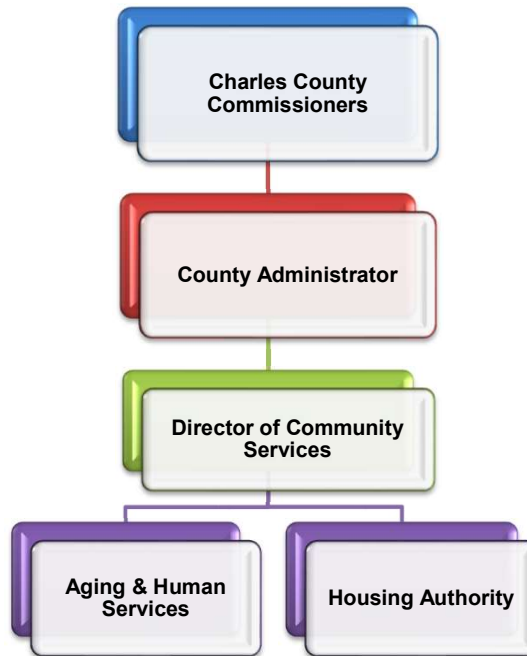 Charles County
Commissioners
County Administrator
Director of Community
Services
Aging & Human
Services
Housing Authority